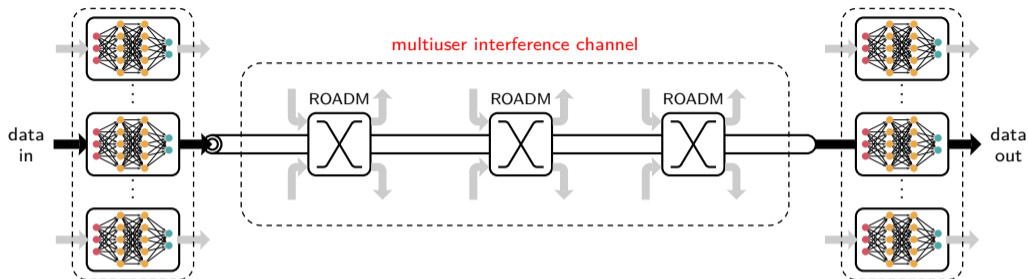 multiuser interference channel
ROADM
ROADM
ROADM
data
in
data
out